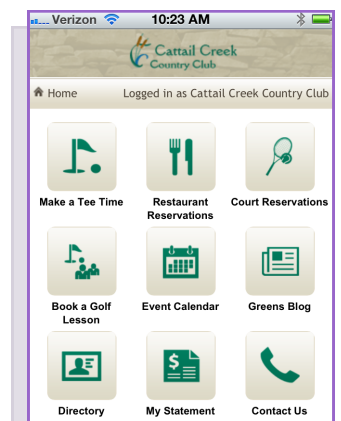 Verizon 10:23 AM
Cattail Creek
Country Club
Home Logged in as Cattail Creek Country Club
Make a Tee Time
Restaurant
Reservations
Court Reservations
Book a Golf
Lesson
Event Calendar
Greens Blog
$
Directory
My Statement
Contact Us